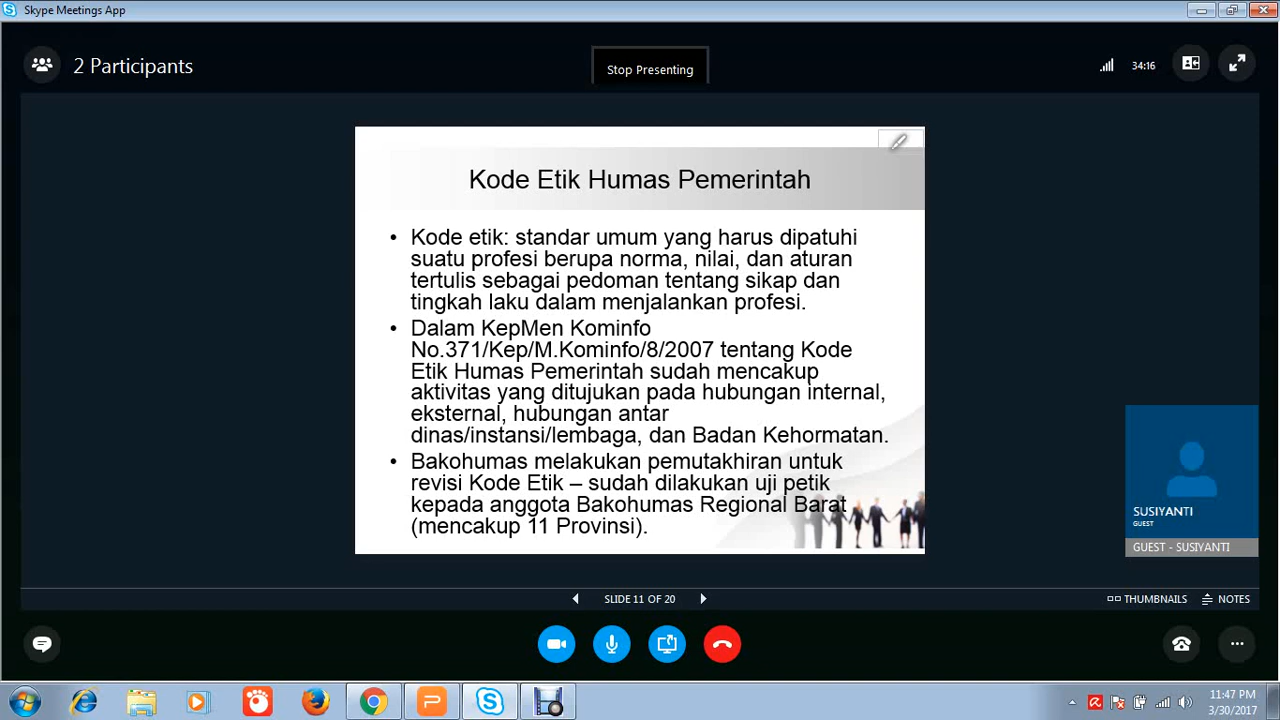 Skype Meetings App
2 Participants
Stop Presenting
34:16
Kode Etik Humas Pemerintah
• Kode etik: standar umum yang harus dipatuhi
suatu profesi berupa norma, nilai, dan aturan
tertulis sebagai pedoman tentang sikap dan
tingkah laku dalam menjalankan profesi.
• Dalam KepMen Kominfo
No.371/Kep/M.Kominfo/8/2007 tentang Kode
Etik Humas Pemerintah sudah mencakup
aktivitas yang ditujukan pada hubungan internal,
eksternal, hubungan antar
dinas/instansi/lembaga, dan Badan Kehormatan.
• Bakohumas melakukan pemutakhiran untuk
revisi Kode Etik – sudah dilakukan uji petik
kepada anggota Bakohumas Regional Barat
(mencakup 11 Provinsi).
SUSIYANTI
GUEST
GUEST - SUSIYANTI
SLIDE 11 OF 20
THUMBNAILS
NOTES
11:47 PM
3/30/2017